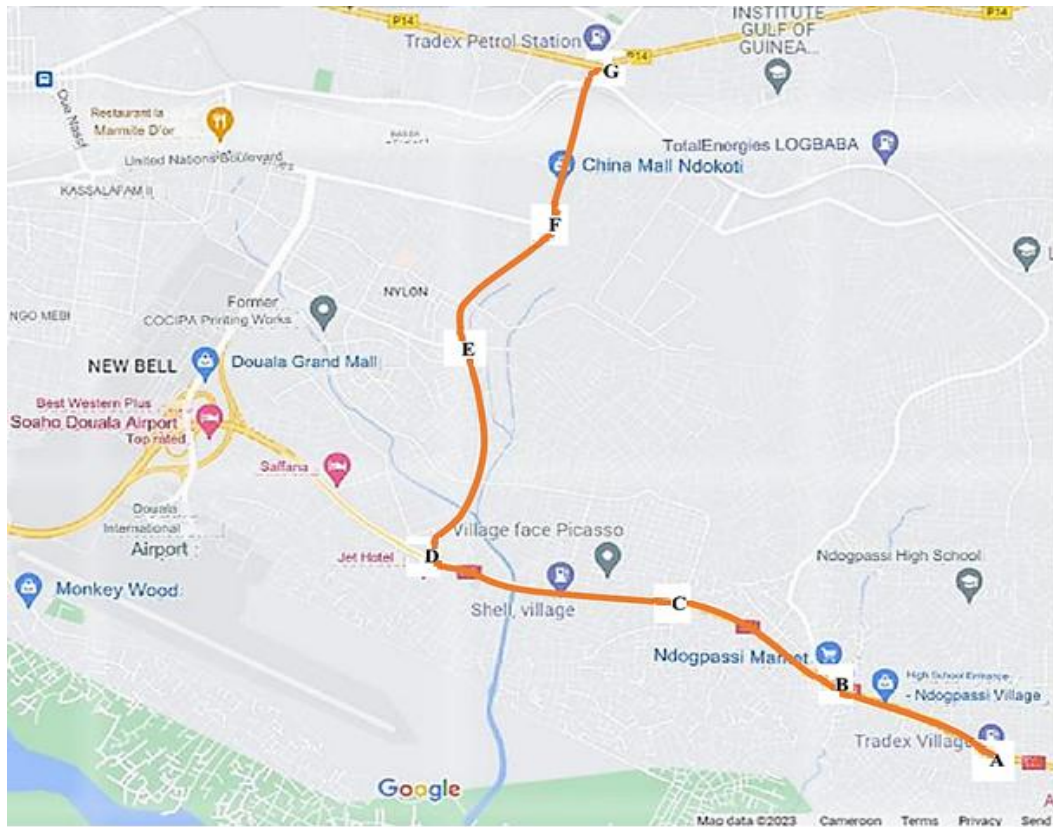 P14
P14
INSTITUTE
GULF OF
GUINEA...
Tradex Petrol Station
P14
G
Restaurant la
Marmite D'or
United Nations Boulevard
TotalEnergies LOGBABA
China Mall Ndokoti
KASSALAFAM II
F
L
NYLON
Former
COCIPA Printing Works
NGO MEBI
E
NEW BELL
Douala Grand Mall
Best Western Plus
Soaho Douala Airport
Top rated
Saffana
Douala
International
Airport
Village face Picasso
D
Jet Hotel
Ndogpassi High School
Monkey Wood
Shell, village
C
Ndogpassi Market
High School Entrance
- Ndogpassi Village
B
Tradex Village
A
Google
A
Map data ©2023 Cameroon Terms Privacy Send